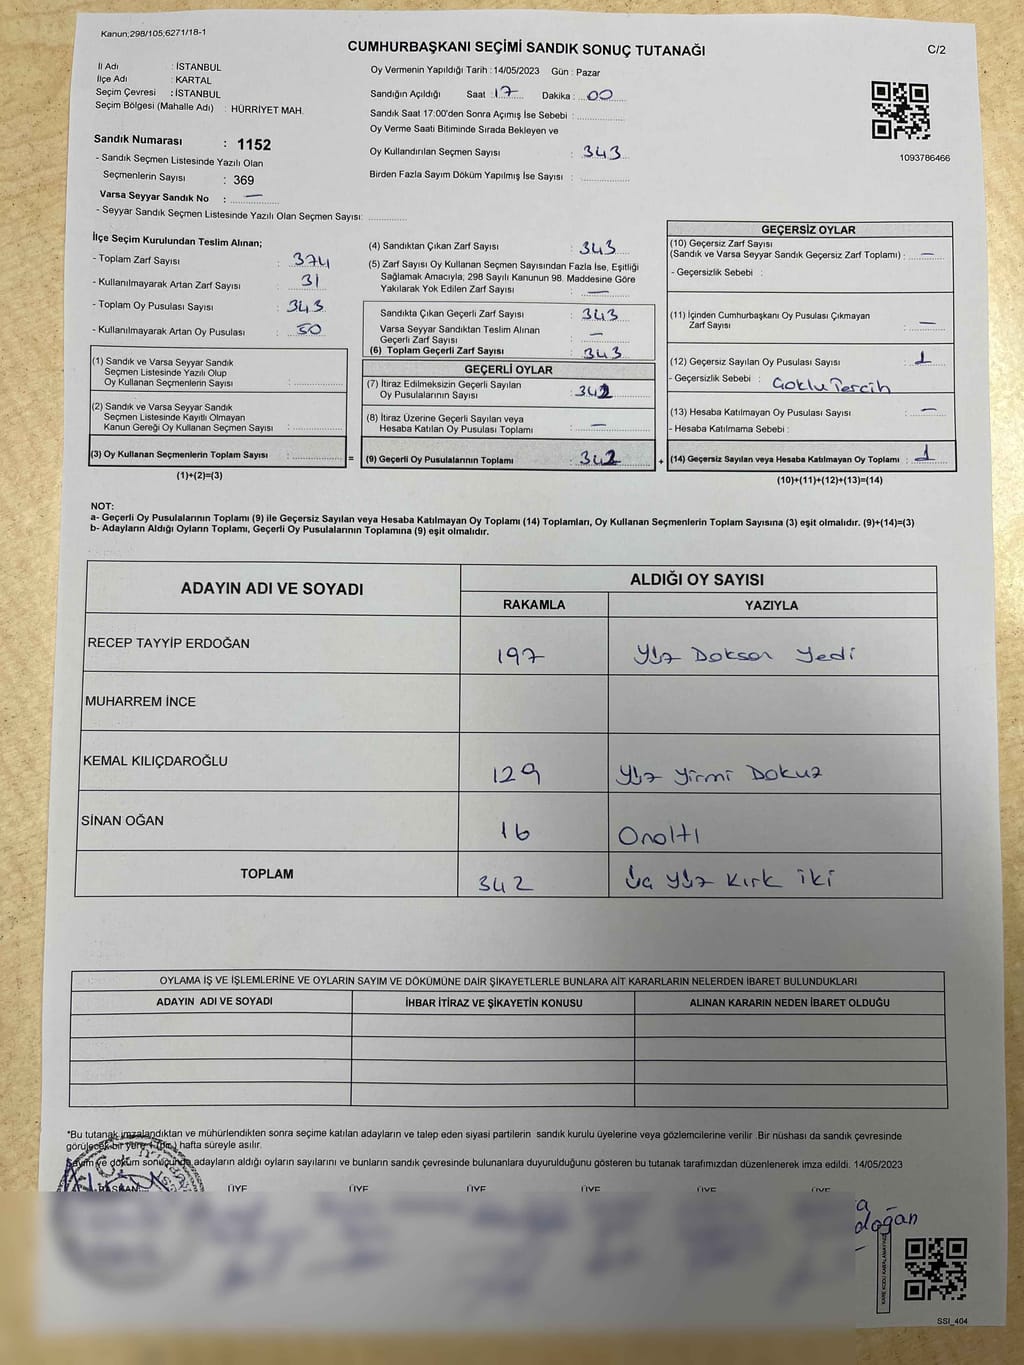 Kanun;298/105;6271/18-1
CUMHURBAŞKANI SEÇİMİ SANDIK SONUÇ TUTANAĞI
C/2
İl Adı : İSTANBUL
İlçe Adı : KARTAL
Seçim Çevresi : İSTANBUL
Seçim Bölgesi (Mahalle Adı) : HÜRRİYET MAH.
Sandık Numarası : 1152
- Sandık Seçmen Listesinde Yazılı Olan
Seçmenlerin Sayısı : 369
Varsa Seyyar Sandık No : —
- Seyyar Sandık Seçmen Listesinde Yazılı Olan Seçmen Sayısı: ............
Oy Vermenin Yapıldığı Tarih : 14/05/2023 Gün : Pazar
Sandığın Açıldığı Saat : 17 Dakika : 00
Sandık Saat 17:00'den Sonra Açımış İse Sebebi : ............
Oy Verme Saati Bitiminde Sırada Bekleyen ve
Oy Kullandırılan Seçmen Sayısı : 343
Birden Fazla Sayım Döküm Yapılmış İse Sayısı : ............
1093786466
İlçe Seçim Kurulundan Teslim Alınan;
- Toplam Zarf Sayısı : 374
- Kullanılmayarak Artan Zarf Sayısı : 31
- Toplam Oy Pusulası Sayısı : 343
- Kullanılmayarak Artan Oy Pusulası : 50
(1) Sandık ve Varsa Seyyar Sandık
Seçmen Listesinde Yazılı Olup
Oy Kullanan Seçmenlerin Sayısı : ............
(2) Sandık ve Varsa Seyyar Sandık
Seçmen Listesinde Kayıtlı Olmayan
Kanun Gereği Oy Kullanan Seçmen Sayısı : ............
(3) Oy Kullanan Seçmenlerin Toplam Sayısı : ............
(1)+(2)=(3)
=
(4) Sandıktan Çıkan Zarf Sayısı : 343
(5) Zarf Sayısı Oy Kullanan Seçmen Sayısından Fazla İse, Eşitliği
Sağlamak Amacıyla, 298 Sayılı Kanunun 98. Maddesine Göre
Yakılarak Yok Edilen Zarf Sayısı : —
Sandıkta Çıkan Geçerli Zarf Sayısı : 343
Varsa Seyyar Sandıktan Teslim Alınan
Geçerli Zarf Sayısı : —
(6) Toplam Geçerli Zarf Sayısı : 343
GEÇERLİ OYLAR
(7) İtiraz Edilmeksizin Geçerli Sayılan
Oy Pusulalarının Sayısı : 342
(8) İtiraz Üzerine Geçerli Sayılan veya
Hesaba Katılan Oy Pusulası Toplamı : —
(9) Geçerli Oy Pusulalarının Toplamı : 342
+
GEÇERSİZ OYLAR
(10) Geçersiz Zarf Sayısı
(Sandık ve Varsa Seyyar Sandık Geçersiz Zarf Toplamı) : —
- Geçersizlik Sebebi :
(11) İçinden Cumhurbaşkanı Oy Pusulası Çıkmayan
Zarf Sayısı : —
(12) Geçersiz Sayılan Oy Pusulası Sayısı : 1
- Geçersizlik Sebebi : Çoklu Tercih
(13) Hesaba Katılmayan Oy Pusulası Sayısı : —
- Hesaba Katılmama Sebebi :
(14) Geçersiz Sayılan veya Hesaba Katılmayan Oy Toplamı : 1
(10)+(11)+(12)+(13)=(14)
NOT:
a- Geçerli Oy Pusulalarının Toplamı (9) ile Geçersiz Sayılan veya Hesaba Katılmayan Oy Toplamı (14) Toplamları, Oy Kullanan Seçmenlerin Toplam Sayısına (3) eşit olmalıdır. (9)+(14)=(3)
b- Adayların Aldığı Oyların Toplamı, Geçerli Oy Pusulalarının Toplamına (9) eşit olmalıdır.
ADAYIN ADI VE SOYADI
ALDIĞI OY SAYISI
RAKAMLA YAZIYLA
RECEP TAYYİP ERDOĞAN 197 Yüz Doksan Yedi
MUHARREM İNCE
KEMAL KILIÇDAROĞLU 129 Yüz Yirmi Dokuz
SİNAN OĞAN 16 Onaltı
TOPLAM 342 Üç Yüz Kırk İki
OYLAMA İŞ VE İŞLEMLERİNE VE OYLARIN SAYIM VE DÖKÜMÜNE DAİR ŞİKAYETLERLE BUNLARA AİT KARARLARIN NELERDEN İBARET BULUNDUKLARI
ADAYIN ADI VE SOYADI İHBAR İTİRAZ VE ŞİKAYETİN KONUSU ALINAN KARARIN NEDEN İBARET OLDUĞU
*Bu tutanak imzalandıktan ve mühürlendikten sonra seçime katılan adayların ve talep eden siyasi partilerin sandık kurulu üyelerine veya gözlemcilerine verilir. Bir nüshası da sandık çevresinde
görülecek bir yere 1 (bir) hafta süreyle asılır.
Sayım ve döküm sonucunda adayların aldığı oyların sayılarını ve bunların sandık çevresinde bulunanlara duyurulduğunu gösteren bu tutanak tarafımızdan düzenlenerek imza edildi. 14/05/2023
BAŞKAN ÜYE ÜYE ÜYE ÜYE ÜYE ÜYE
doğan
SSI_404